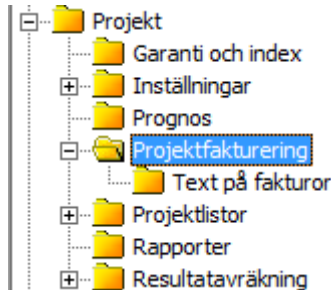 Projekt
Garanti och index
Inställningar
Prognos
Projektfakturering
Text på fakturor
Projektlistor
Rapporter
Resultatavräkning